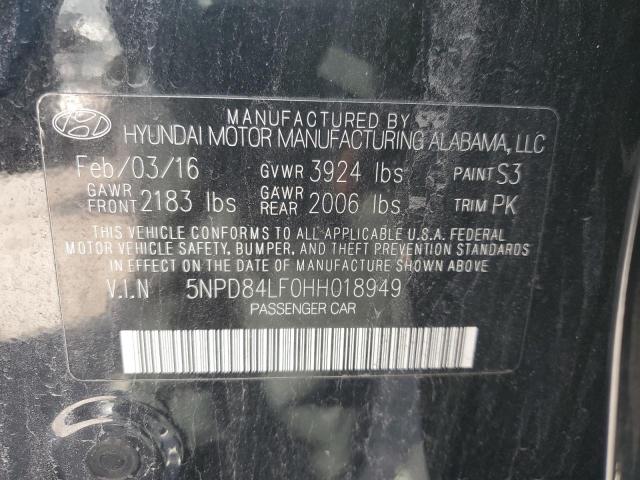 MANUFACTURED BY
HYUNDAI MOTOR MANUFACTURING ALABAMA, LLC
Feb/03/16 GVWR 3924 lbs PAINT S3
GAWR FRONT 2183 lbs GAWR REAR 2006 lbs TRIM PK
THIS VEHICLE CONFORMS TO ALL APPLICABLE U.S.A. FEDERAL
MOTOR VEHICLE SAFETY, BUMPER, AND THEFT PREVENTION STANDARDS
IN EFFECT ON THE DATE OF MANUFACTURE SHOWN ABOVE.
V.I.N 5NPD84LF0HH018949
PASSENGER CAR